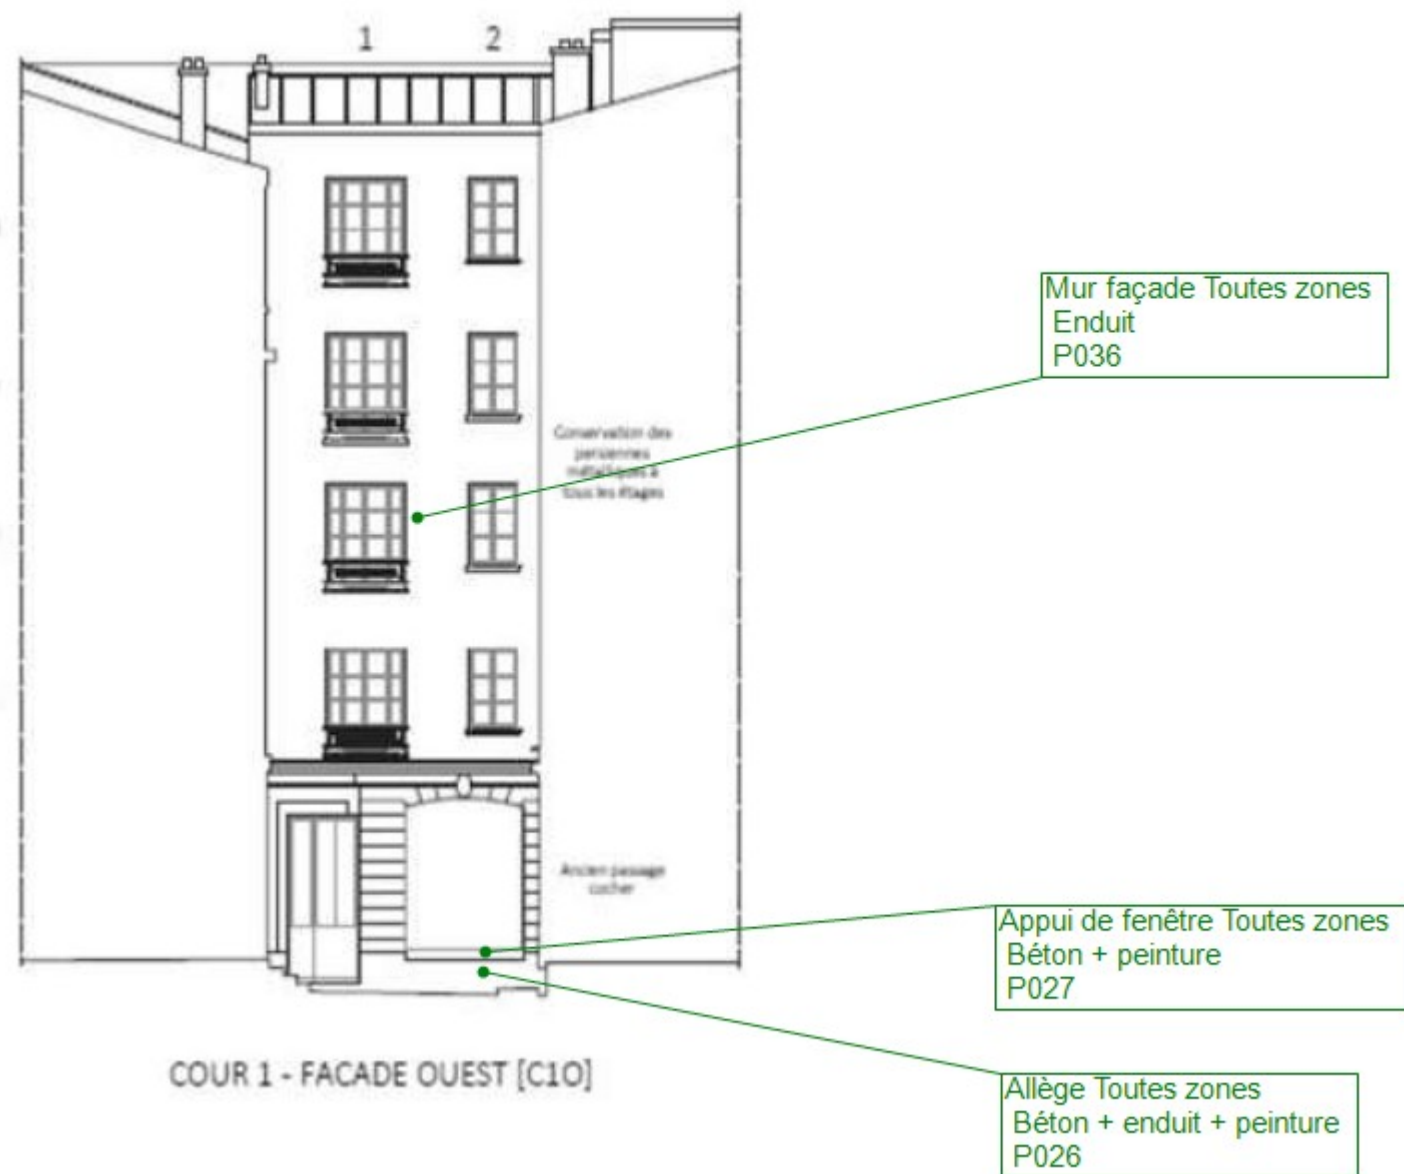 1 2
Mur façade Toutes zones
Enduit
P036
Conservation des
persiennes
métalliques à
tous les étages
Ancien passage
cocher
Appui de fenêtre Toutes zones
Béton + peinture
P027
COUR 1 - FACADE OUEST [C1O]
Allège Toutes zones
Béton + enduit + peinture
P026